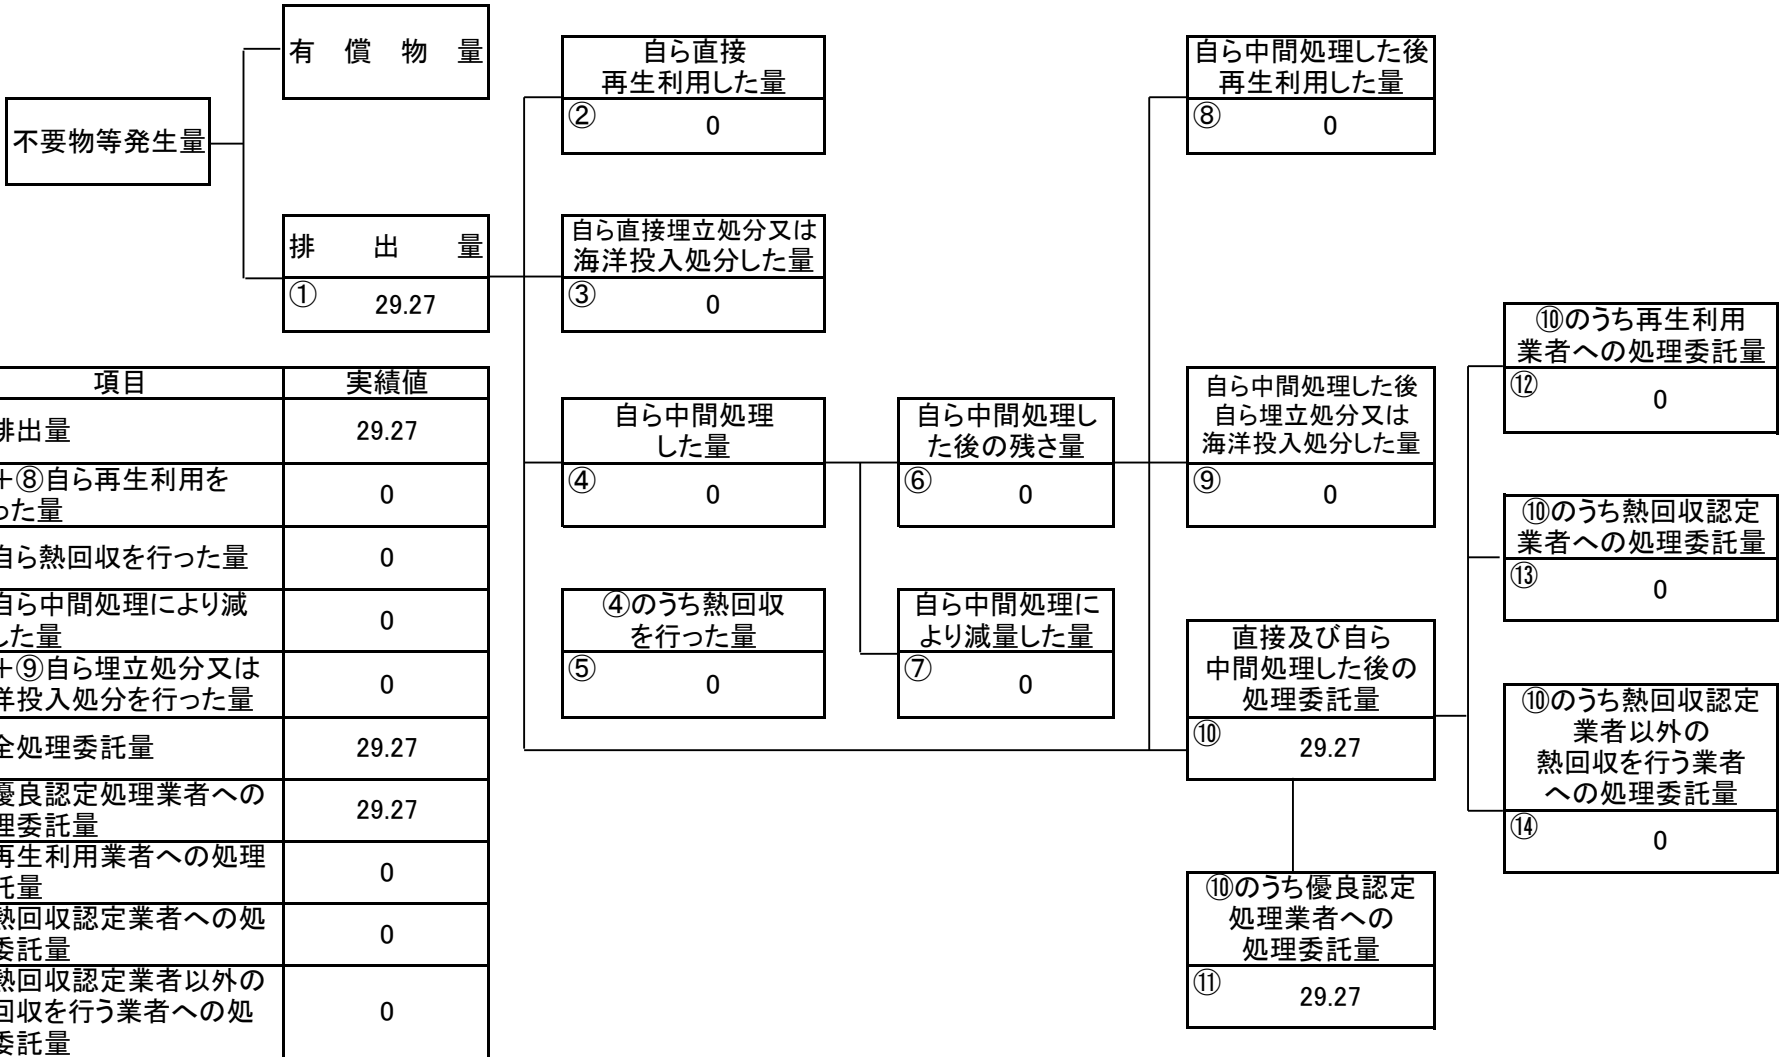 有償物量
不要物等発生量
排出量
① 29.27
自ら直接
再生利用した量
② 0
自ら直接埋立処分又は
海洋投入処分した量
③ 0
自ら中間処理
した量
④ 0
④のうち熱回収
を行った量
⑤ 0
自ら中間処理し
た後の残さ量
⑥ 0
自ら中間処理に
より減量した量
⑦ 0
自ら中間処理した後
再生利用した量
⑧ 0
自ら中間処理した後
自ら埋立処分又は
海洋投入処分した量
⑨ 0
直接及び自ら
中間処理した後の
処理委託量
⑩ 29.27
⑩のうち優良認定
処理業者への
処理委託量
⑪ 29.27
⑩のうち再生利用
業者への処理委託量
⑫ 0
⑩のうち熱回収認定
業者への処理委託量
⑬ 0
⑩のうち熱回収認定
業者以外の
熱回収を行う業者
への処理委託量
⑭ 0
項目 実績値
排出量 29.27
+⑧自ら再生利用を
った量 0
自ら熱回収を行った量 0
自ら中間処理により減
した量 0
+⑨自ら埋立処分又は
洋投入処分を行った量 0
全処理委託量 29.27
優良認定処理業者への
理委託量 29.27
再生利用業者への処理
託量 0
熱回収認定業者への処
委託量 0
熱回収認定業者以外の
回収を行う業者への処
委託量 0